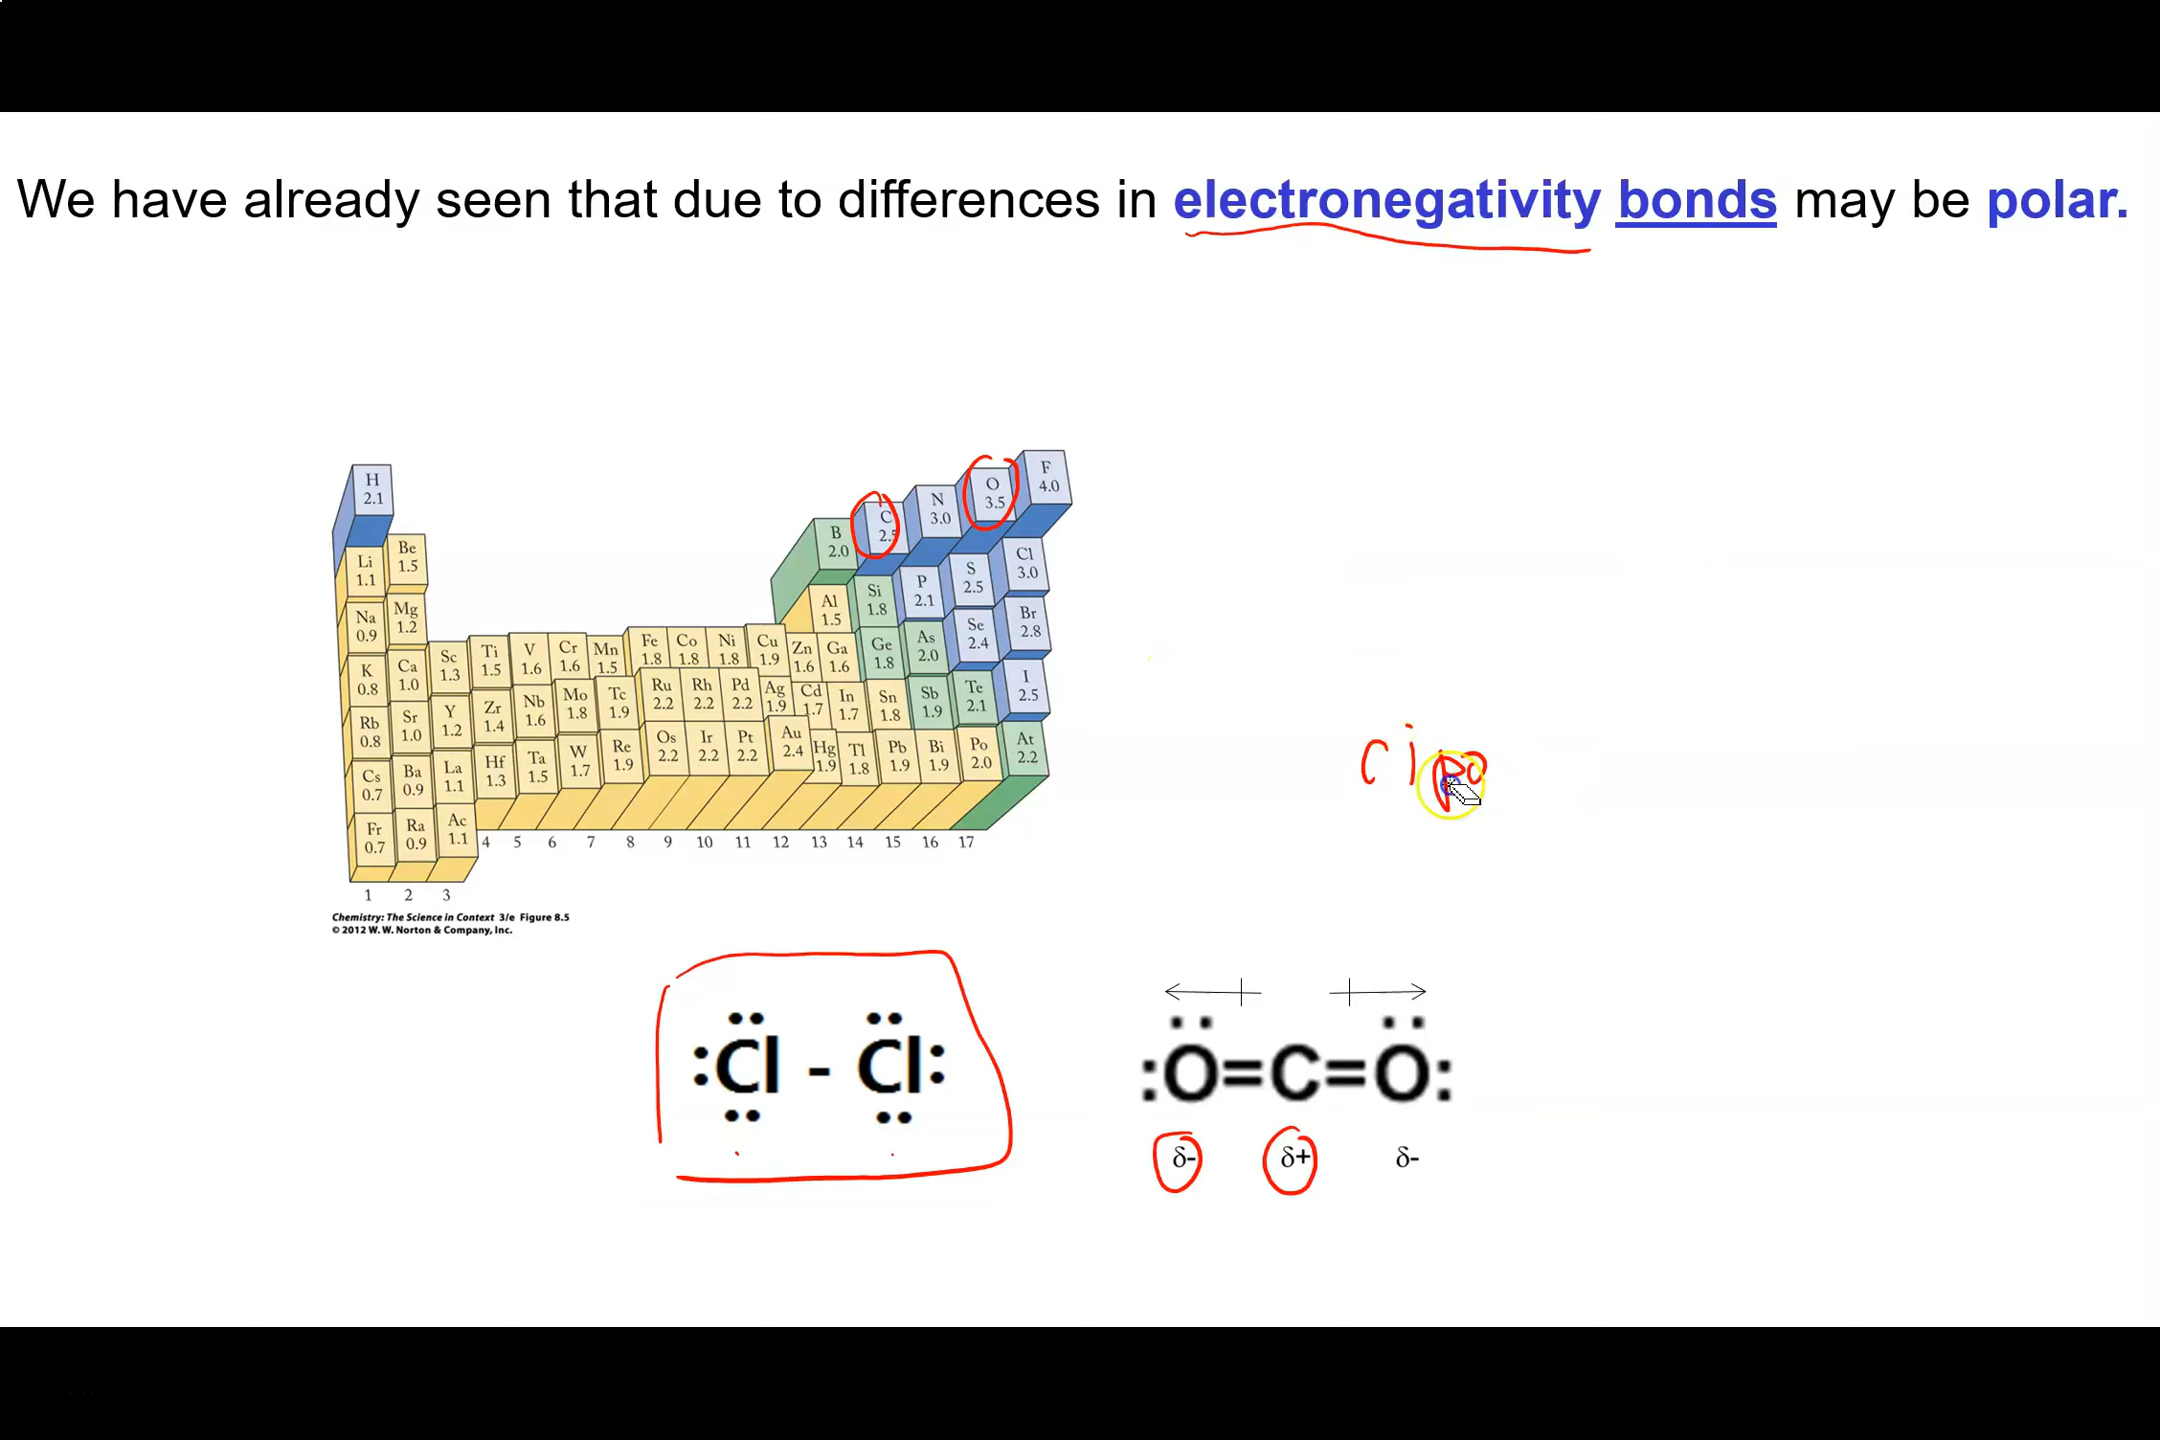 We have already seen that due to differences in electronegativity bonds may be polar.
H 2.1
F 4.0
O 3.5
N 3.0
C
B 2.0
Li 1.1 Be 1.5
Cl 3.0
S 2.5
P 2.1
Si 1.8
Al 1.5
Na 0.9 Mg 1.2
Br 2.8
Se 2.4
As 2.0
Ge 1.8
K 0.8 Ca 1.0 Sc 1.3 Ti 1.5 V 1.6 Cr 1.6 Mn 1.5 Fe 1.8 Co 1.8 Ni 1.8 Cu 1.9 Zn 1.6 Ga 1.6
Rb 0.8 Sr 1.0 Y 1.2 Zr 1.4 Nb 1.6 Mo 1.8 Tc 1.9 Ru 2.2 Rh 2.2 Pd 2.2 Ag 1.9 Cd 1.7 In 1.7 Sn 1.8 Sb 1.9 Te 2.1 I 2.5
Cs 0.7 Ba 0.9 La 1.1 Hf 1.3 Ta 1.5 W 1.7 Re 1.9 Os 2.2 Ir 2.2 Pt 2.2 Au 2.4 Hg 1.9 Tl 1.8 Pb 1.9 Bi 1.9 Po 2.0 At 2.2
Fr 0.7 Ra 0.9 Ac 1.1
4 5 6 7 8 9 10 11 12 13 14 15 16 17
1 2 3
Chemistry: The Science in Context 3/e Figure 8.5
© 2012 W. W. Norton & Company, Inc.
:Cl - Cl:
:O=C=O:
δ- δ+ δ-